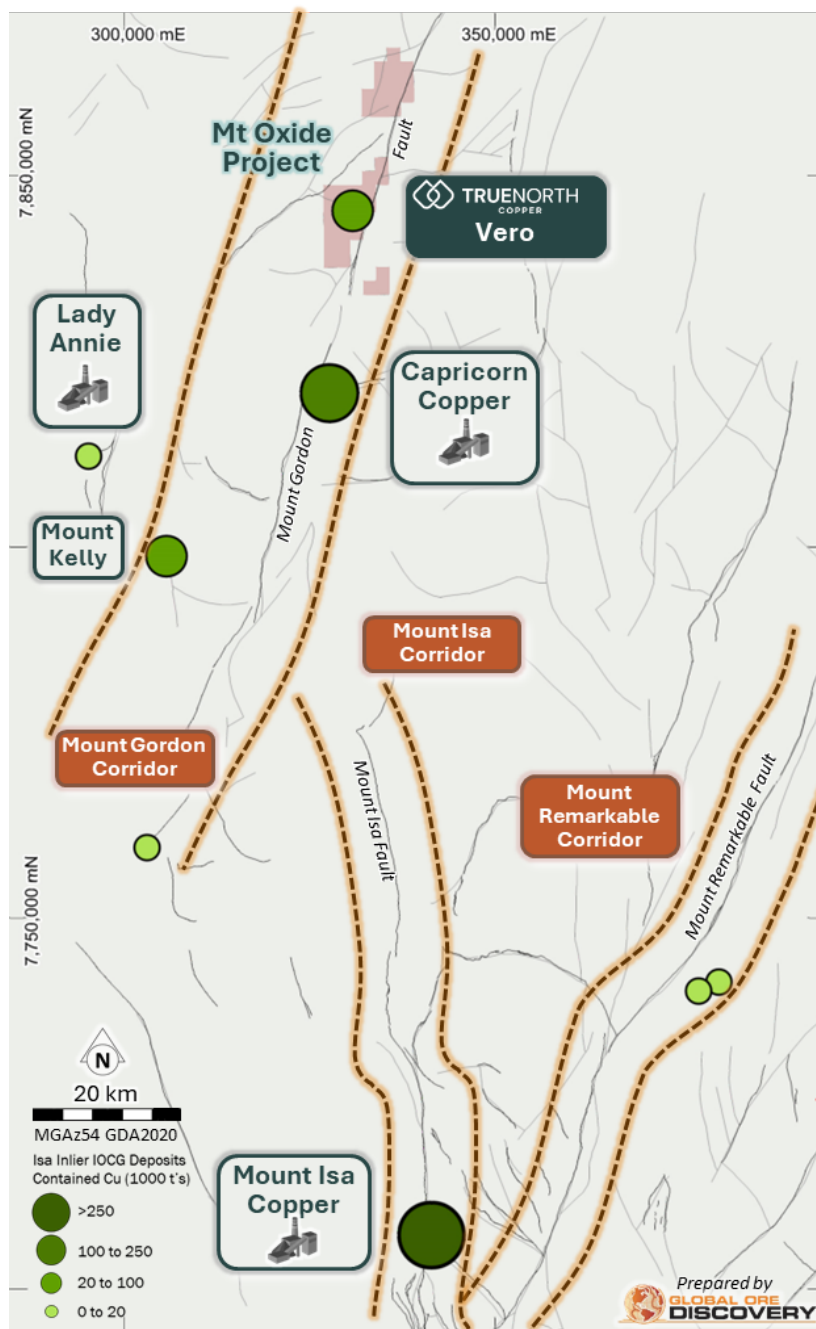 300,000 mE
350,000 mE
7,850,000 mN
Mt Oxide
Project
Fault
TRUENORTH
COPPER
Vero
Lady
Annie
Capricorn
Copper
Mount Gordon
Mount
Kelly
Mount Isa
Corridor
Mount Gordon
Corridor
Mount Isa Fault
Mount
Remarkable
Corridor
Mount Remarkable Fault
7,750,000 mN
N
20 km
MGAz54 GDA2020
Isa Inlier IOCG Deposits
Contained Cu (1000 t's)
>250
100 to 250
20 to 100
0 to 20
Mount Isa
Copper
Prepared by
GLOBAL ORE
DISCOVERY